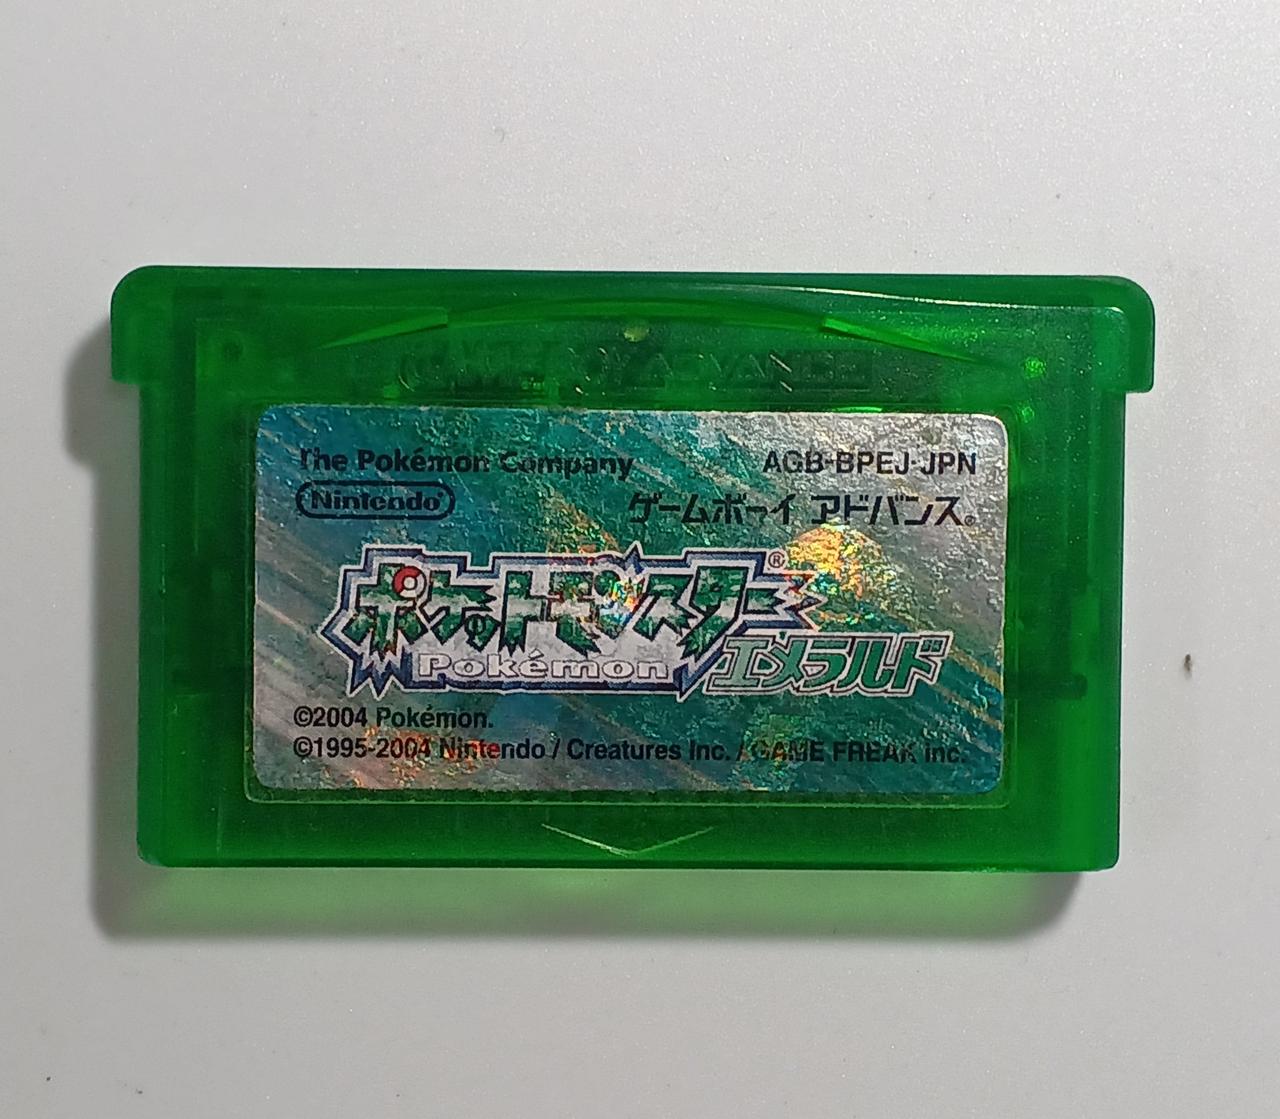 GAME BOY ADVANCE
The Pokémon Company AGB-BPEJ-JPN
Nintendo® ゲームボーイ アドバンス®
ポケットモンスター®
Pokémon エメラルド
©2004 Pokémon.
©1995-2004 Nintendo / Creatures Inc. / GAME FREAK inc.